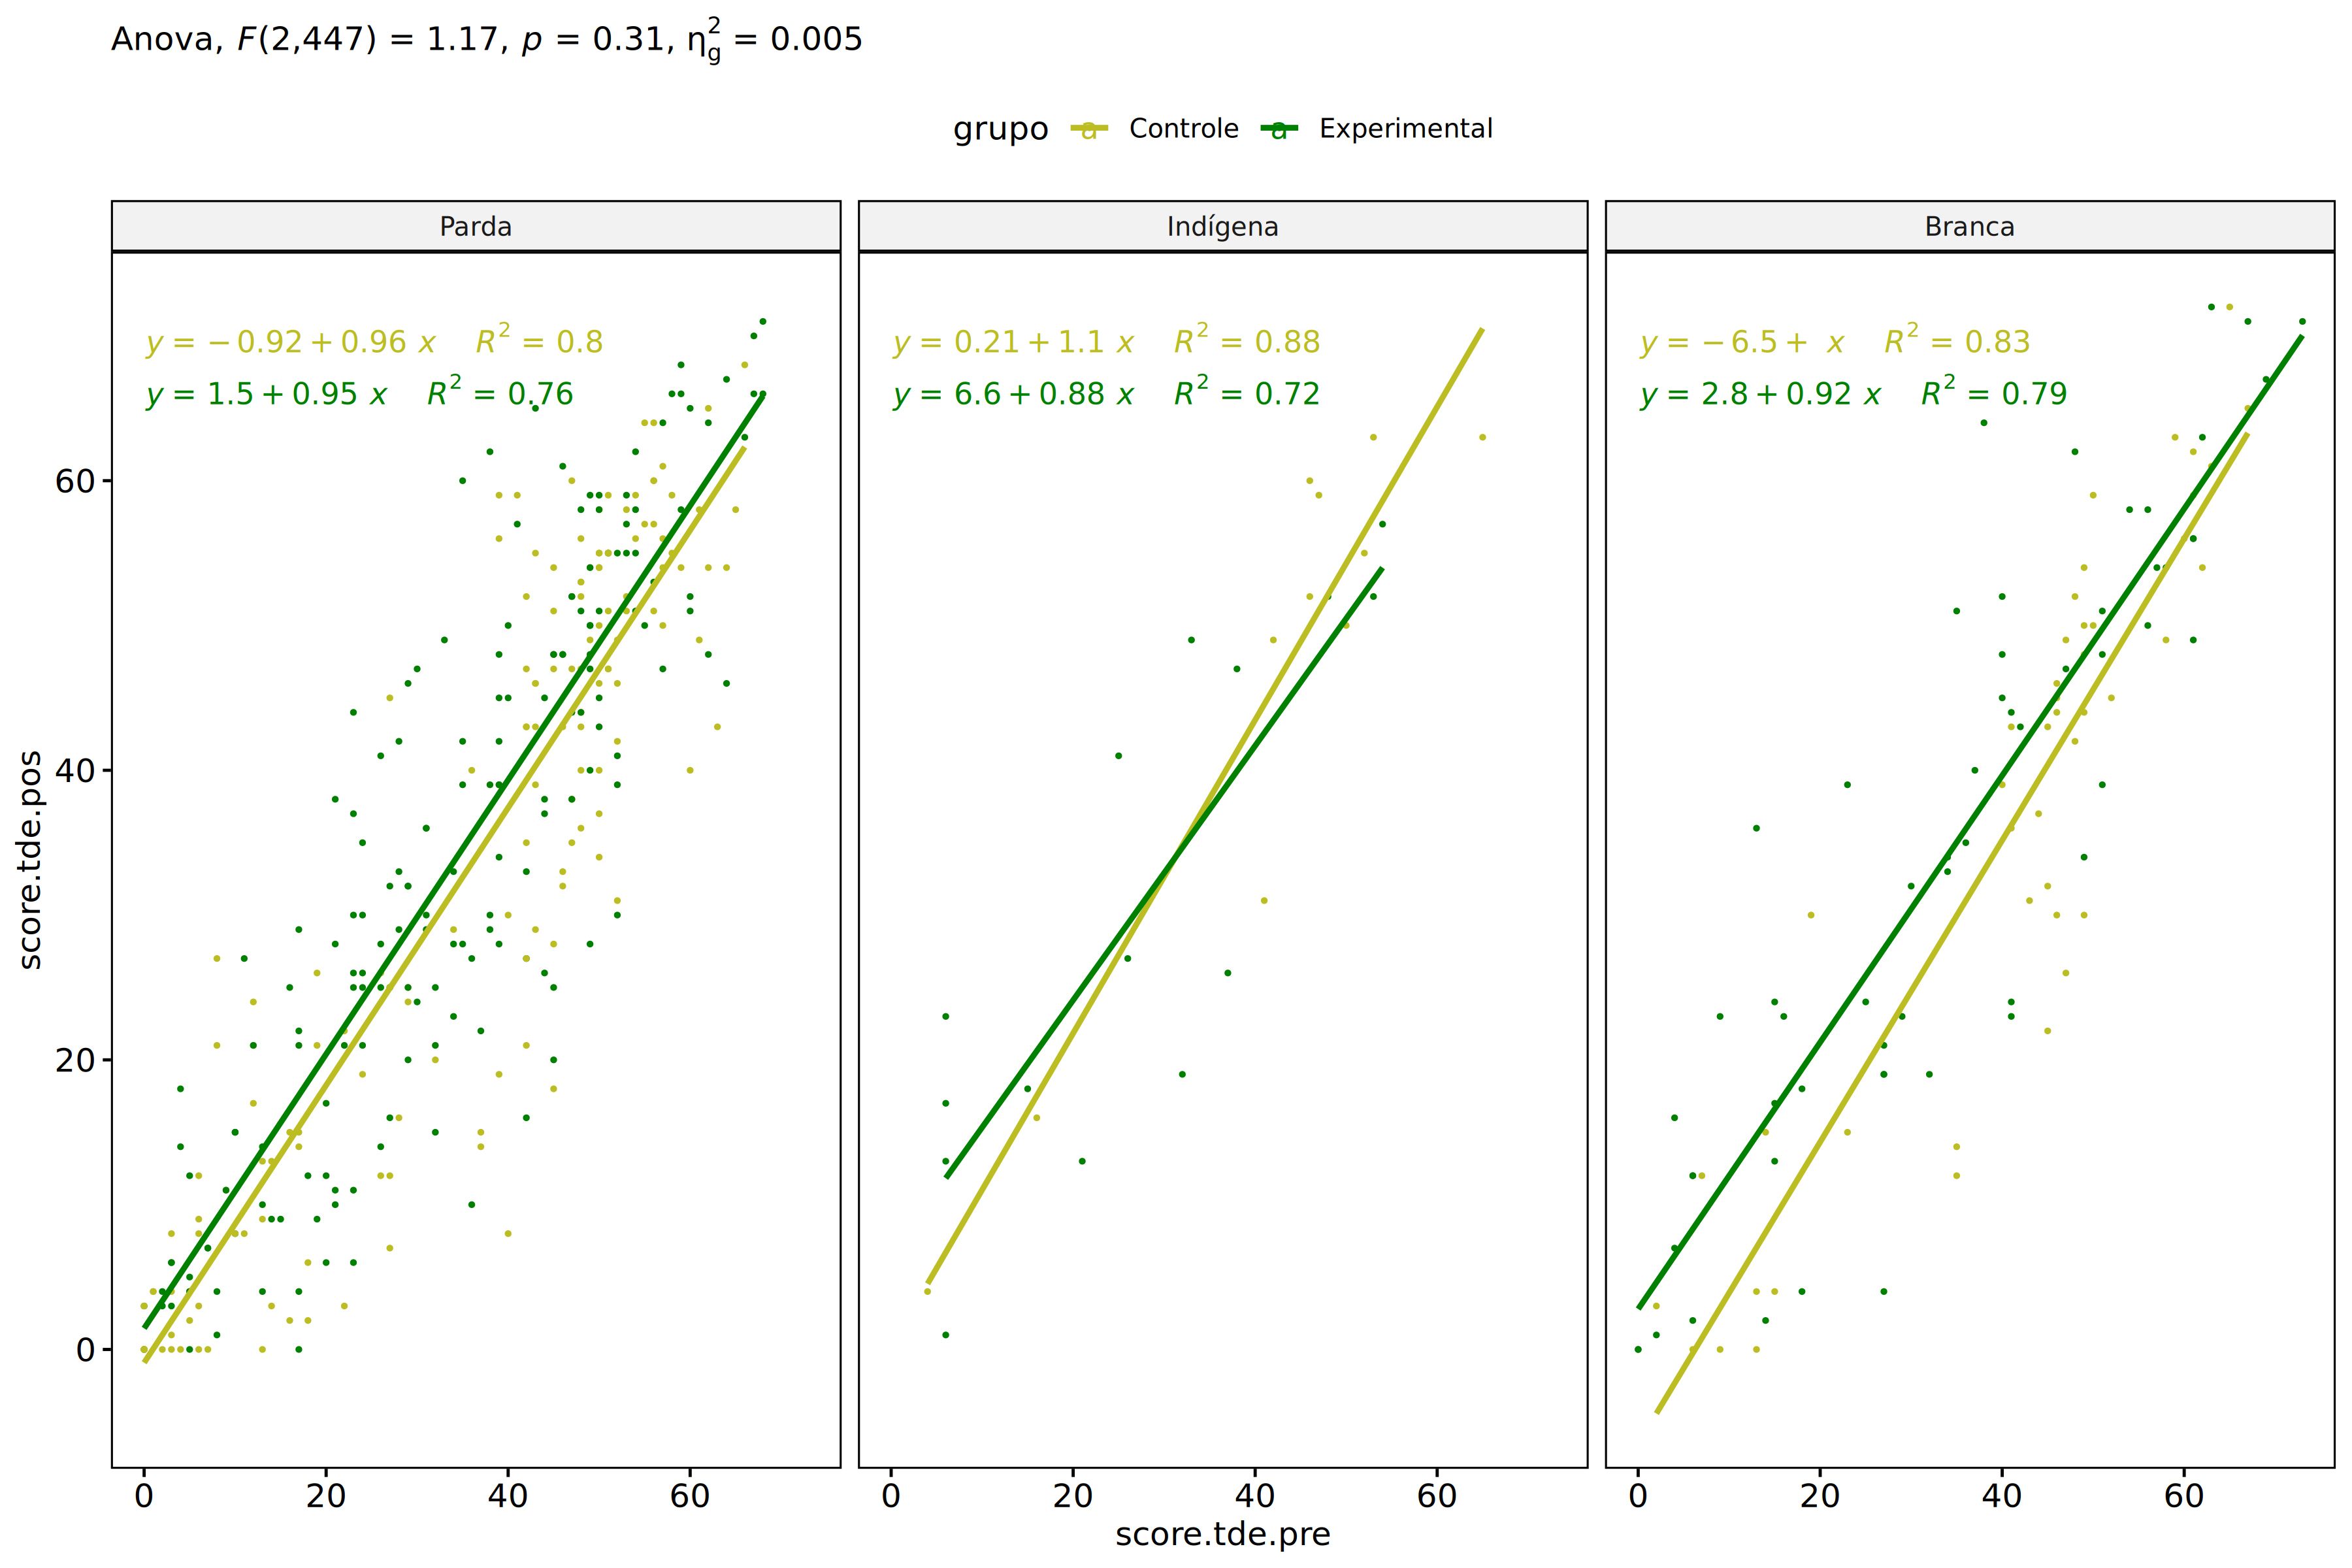 Anova, F(2,447) = 1.17, p = 0.31, η²g = 0.005
grupo a Controle a Experimental
Parda Indígena Branca
y = −0.92 + 0.96 x R² = 0.8
y = 1.5 + 0.95 x R² = 0.76
y = 0.21 + 1.1 x R² = 0.88
y = 6.6 + 0.88 x R² = 0.72
y = −6.5 + x R² = 0.83
y = 2.8 + 0.92 x R² = 0.79
score.tde.pos
60
40
20
0
0 20 40 60 0 20 40 60 0 20 40 60
score.tde.pre